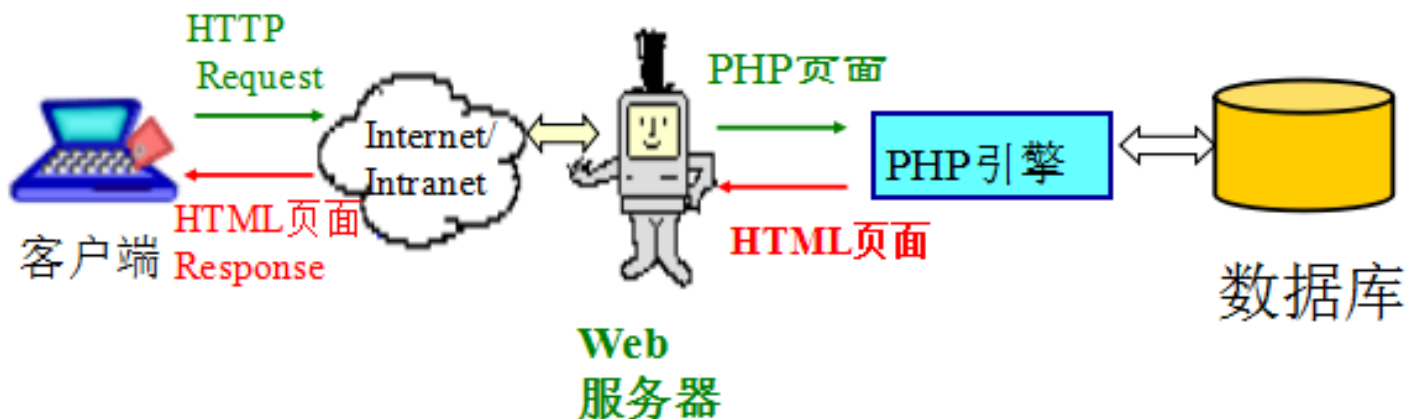 HTTP
Request
Internet/
Intranet
HTML页面
Response
客户端
Web
服务器
PHP页面
HTML页面
PHP引擎
数据库